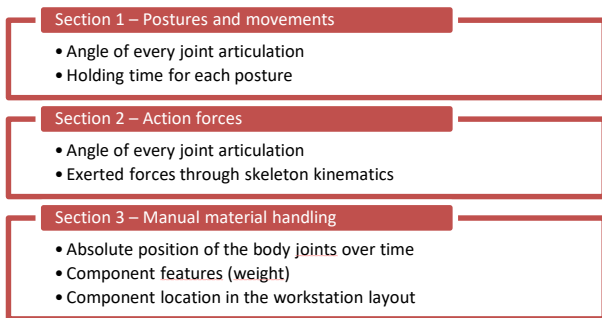 Section 1 – Postures and movements
• Angle of every joint articulation
• Holding time for each posture
Section 2 – Action forces
• Angle of every joint articulation
• Exerted forces through skeleton kinematics
Section 3 – Manual material handling
• Absolute position of the body joints over time
• Component features (weight)
• Component location in the workstation layout